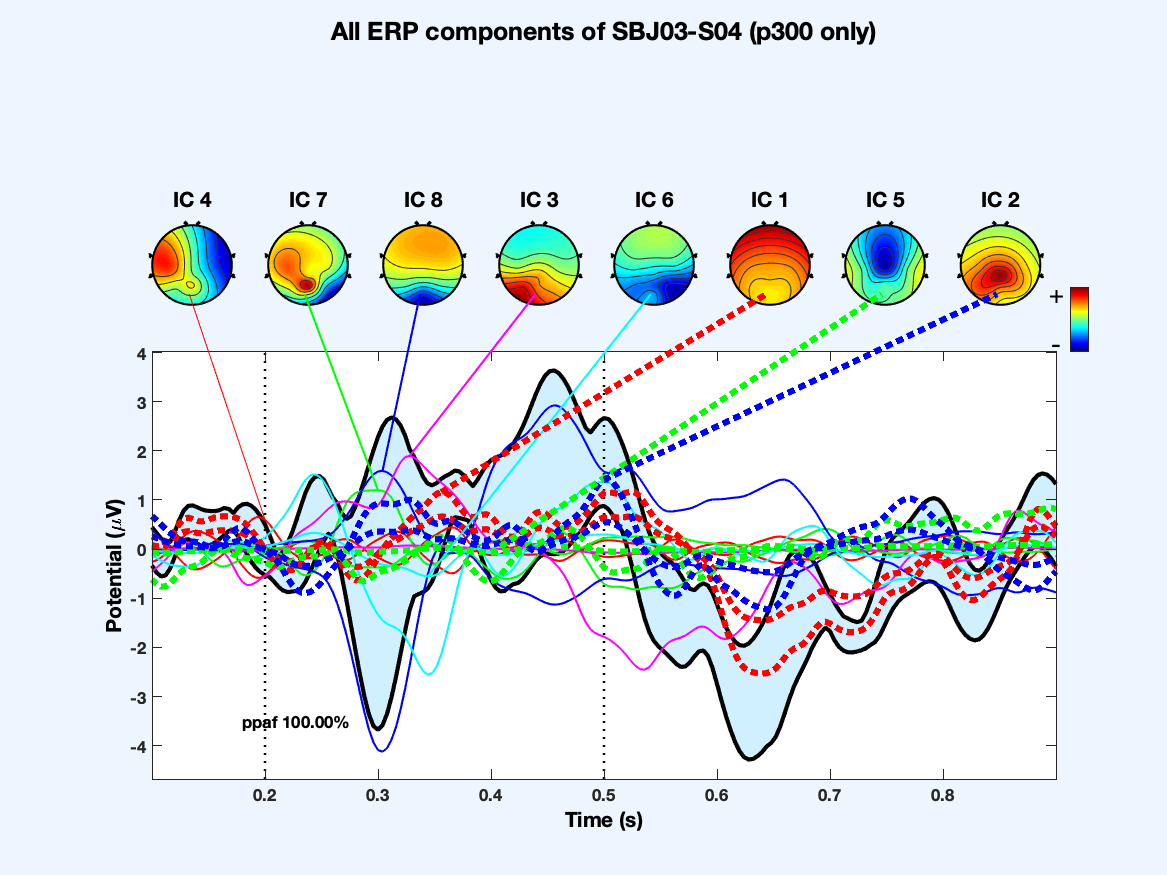 All ERP components of SBJ03-S04 (p300 only)
IC 4 IC 7 IC 8 IC 3 IC 6 IC 1 IC 5 IC 2
+
-
4
3
2
1
0
-1
-2
-3
-4
Potential (μV)
ppaf 100.00%
0.2 0.3 0.4 0.5 0.6 0.7 0.8
Time (s)